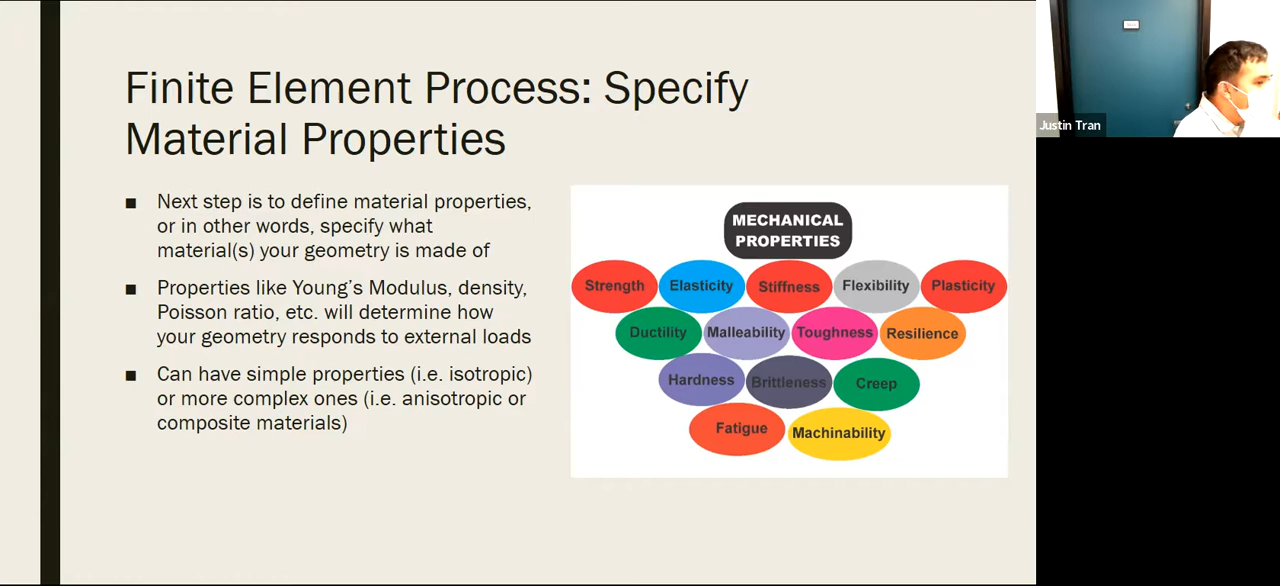 Finite Element Process: Specify
Material Properties
■ Next step is to define material properties,
or in other words, specify what
material(s) your geometry is made of
■ Properties like Young's Modulus, density,
Poisson ratio, etc. will determine how
your geometry responds to external loads
■ Can have simple properties (i.e. isotropic)
or more complex ones (i.e. anisotropic or
composite materials)
MECHANICAL
PROPERTIES
Strength Elasticity Stiffness Flexibility Plasticity
Ductility Malleability Toughness Resilience
Hardness Brittleness Creep
Fatigue Machinability
Justin Tran